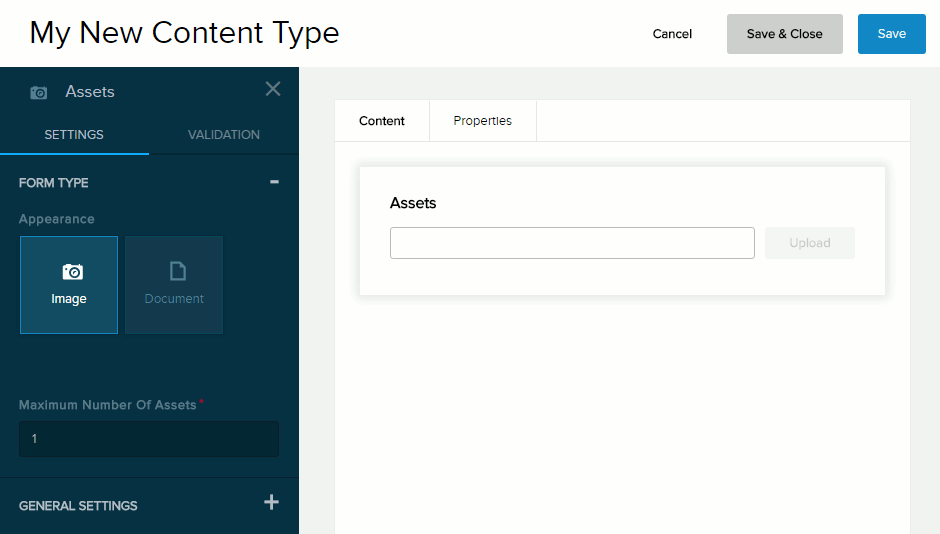 My New Content Type
Cancel
Save & Close
Save
Assets
SETTINGS
VALIDATION
FORM TYPE
Appearance
Image
Document
Maximum Number Of Assets*
1
GENERAL SETTINGS
Content
Properties
Assets
Upload